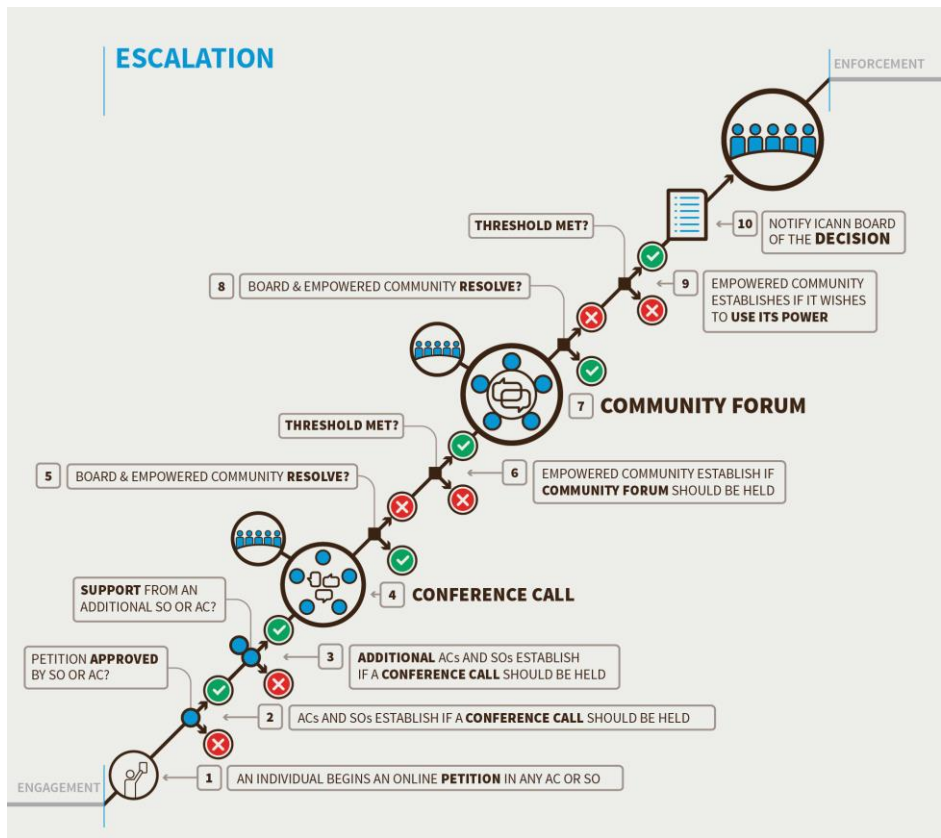 ESCALATION
ENFORCEMENT
10 NOTIFY ICANN BOARD
OF THE DECISION
THRESHOLD MET?
9 EMPOWERED COMMUNITY
ESTABLISHES IF IT WISHES
TO USE ITS POWER
8 BOARD & EMPOWERED COMMUNITY RESOLVE?
7 COMMUNITY FORUM
THRESHOLD MET?
6 EMPOWERED COMMUNITY ESTABLISH IF
COMMUNITY FORUM SHOULD BE HELD
5 BOARD & EMPOWERED COMMUNITY RESOLVE?
4 CONFERENCE CALL
SUPPORT FROM AN
ADDITIONAL SO OR AC?
3 ADDITIONAL ACs AND SOs ESTABLISH
IF A CONFERENCE CALL SHOULD BE HELD
PETITION APPROVED
BY SO OR AC?
2 ACs AND SOs ESTABLISH IF A CONFERENCE CALL SHOULD BE HELD
1 AN INDIVIDUAL BEGINS AN ONLINE PETITION IN ANY AC OR SO
ENGAGEMENT